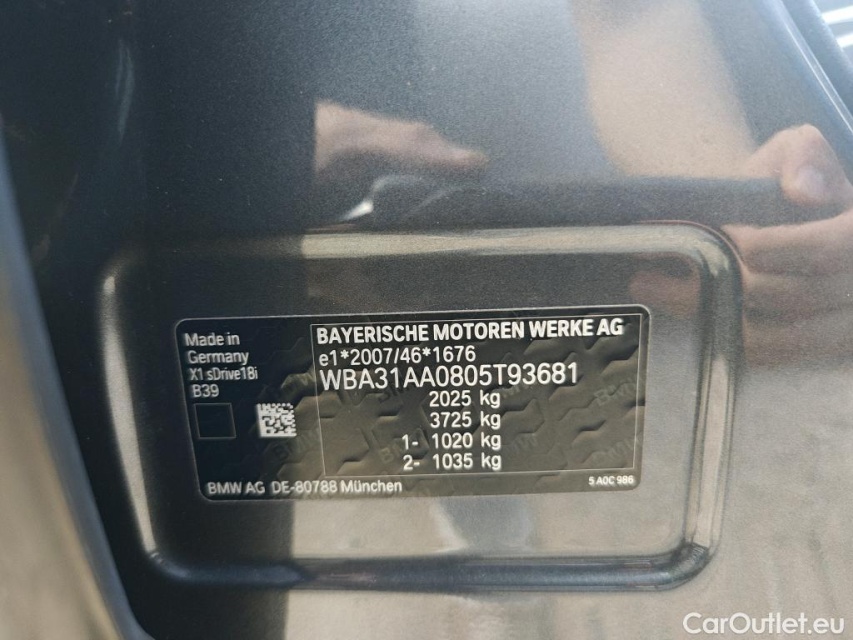 Made in
Germany
X1 sDrive18i
B39
BAYERISCHE MOTOREN WERKE AG
e1*2007/46*1676
WBA31AA0805T93681
2025 kg
3725 kg
1- 1020 kg
2- 1035 kg
BMW AG DE-80788 München
5 A0C 986
CarOutlet.eu